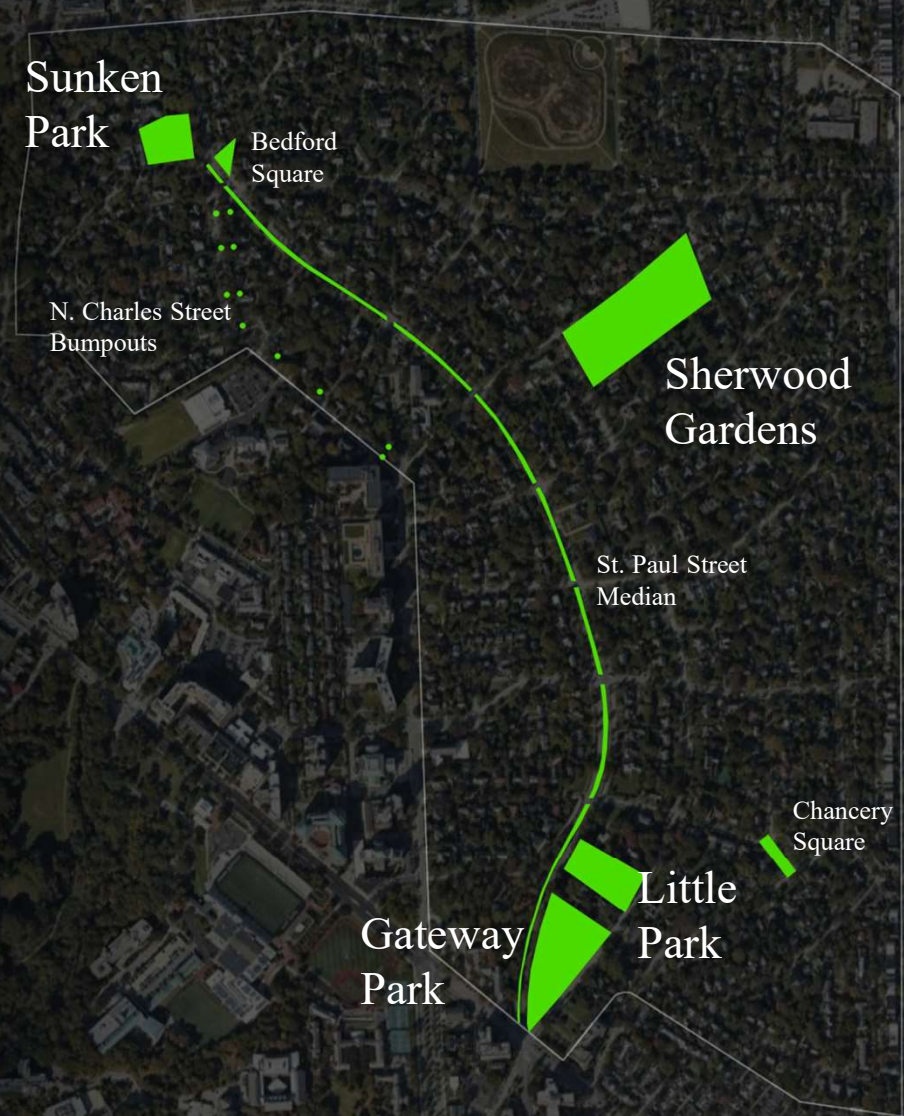 Sunken
Park
Bedford
Square
N. Charles Street
Bumpouts
Sherwood
Gardens
St. Paul Street
Median
Chancery
Square
Little
Park
Gateway
Park